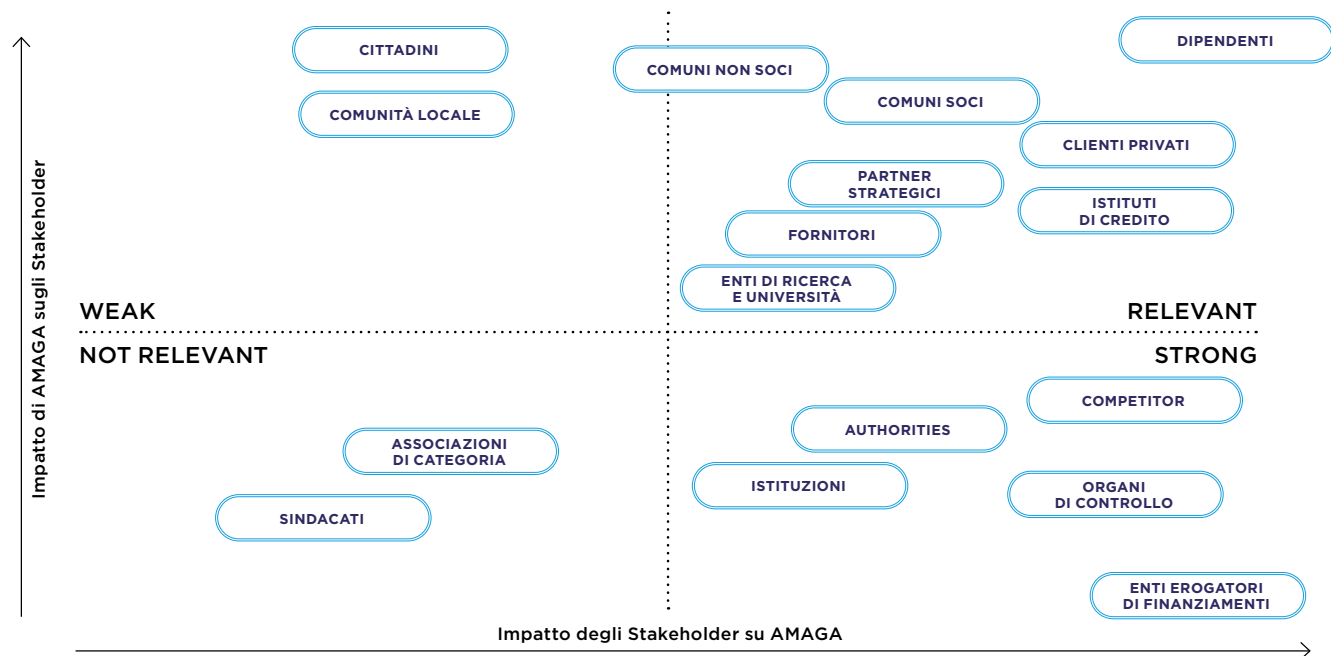 Impatto di AMAGA sugli Stakeholder
CITTADINI
COMUNI NON SOCI
DIPENDENTI
COMUNITÀ LOCALE
COMUNI SOCI
CLIENTI PRIVATI
PARTNER
STRATEGICI
ISTITUTI
DI CREDITO
FORNITORI
ENTI DI RICERCA
E UNIVERSITÀ
WEAK
RELEVANT
NOT RELEVANT
STRONG
COMPETITOR
AUTHORITIES
ASSOCIAZIONI
DI CATEGORIA
ISTITUZIONI
ORGANI
DI CONTROLLO
SINDACATI
ENTI EROGATORI
DI FINANZIAMENTI
Impatto degli Stakeholder su AMAGA